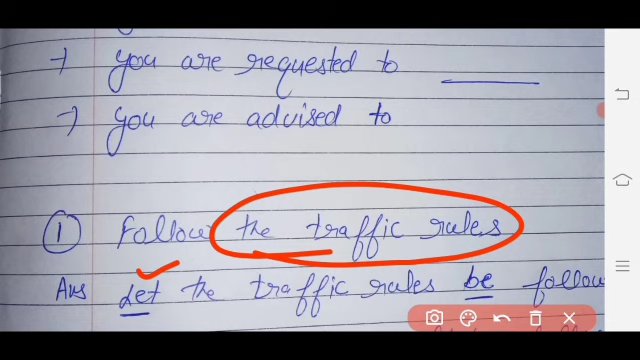 → you are requested to ______
→ you are advised to
① Follow the traffic rules
Ans Let the traffic rules be follow